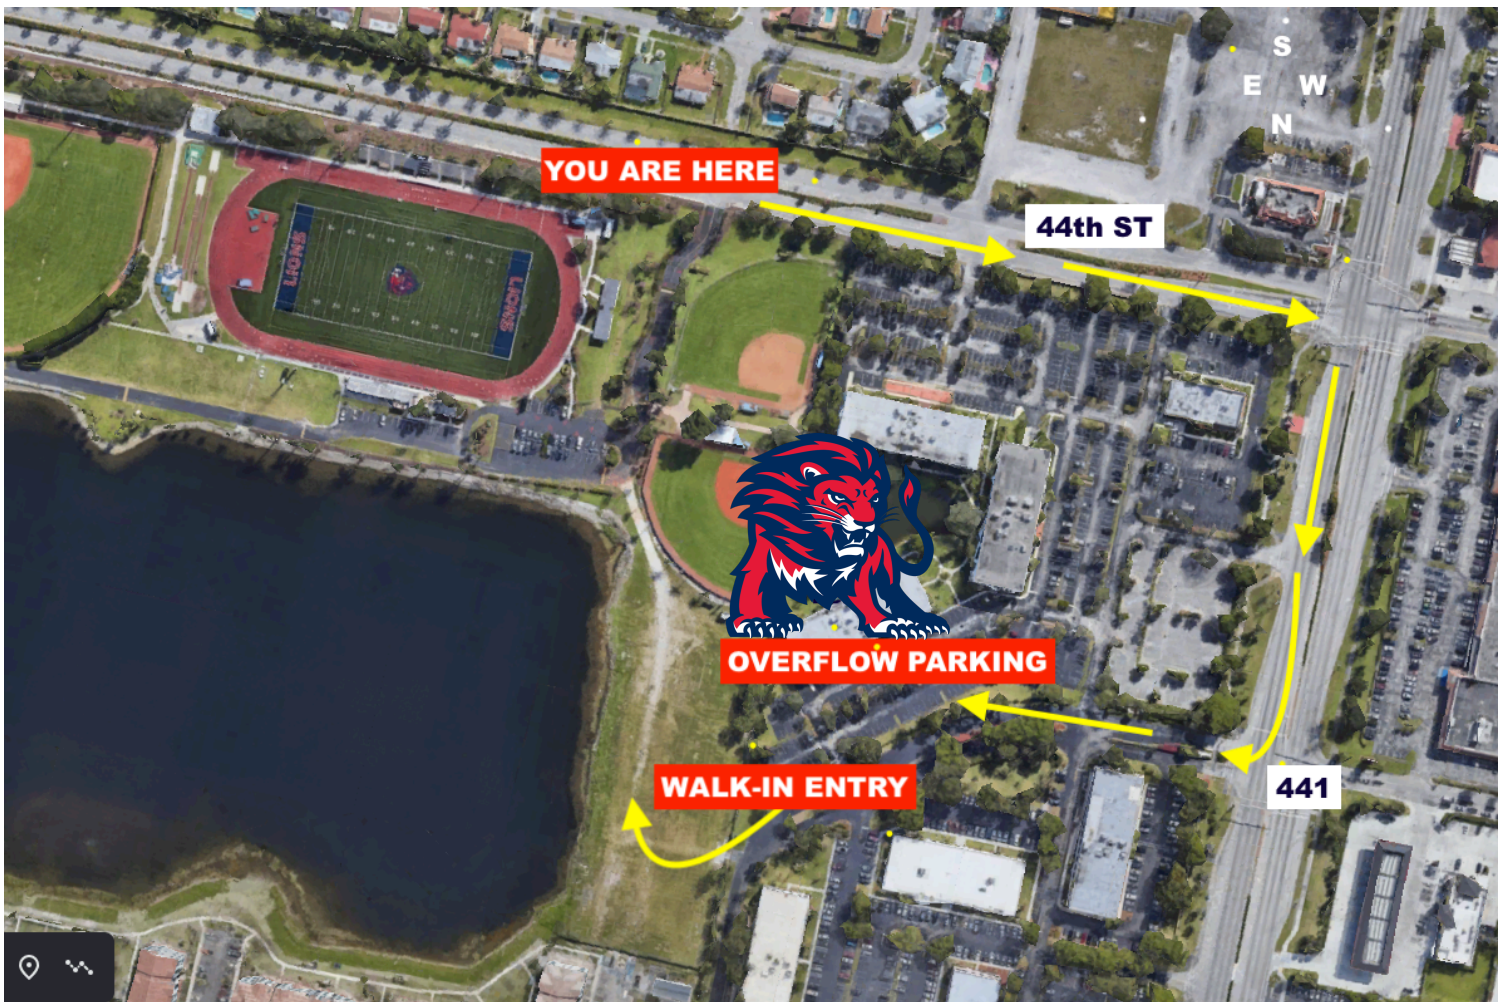 S
E W
N
YOU ARE HERE
44th ST
LIONS
LIONS
OVERFLOW PARKING
WALK-IN ENTRY
441